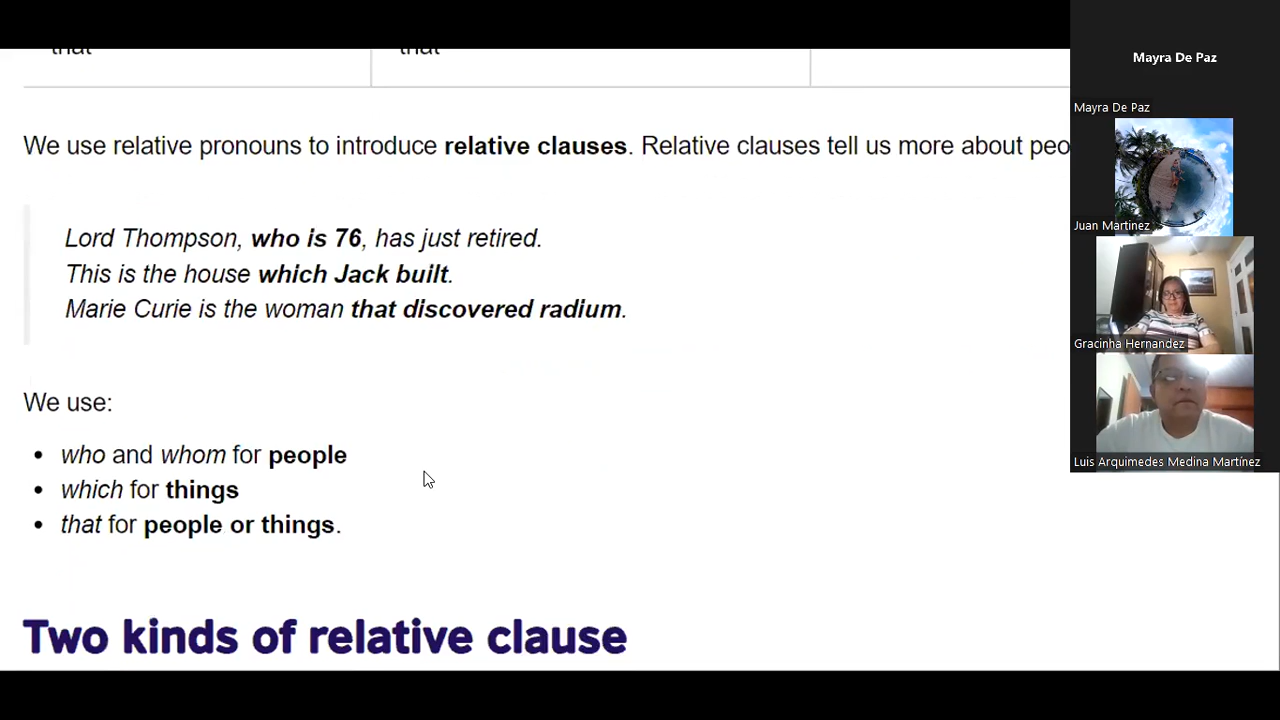 that that
We use relative pronouns to introduce relative clauses. Relative clauses tell us more about peo
Lord Thompson, who is 76, has just retired.
This is the house which Jack built.
Marie Curie is the woman that discovered radium.
We use:
• who and whom for people
• which for things
• that for people or things.
Two kinds of relative clause
Mayra De Paz
Mayra De Paz
Juan Martinez
Gracinha Hernandez
Luis Arquimedes Medina Martínez